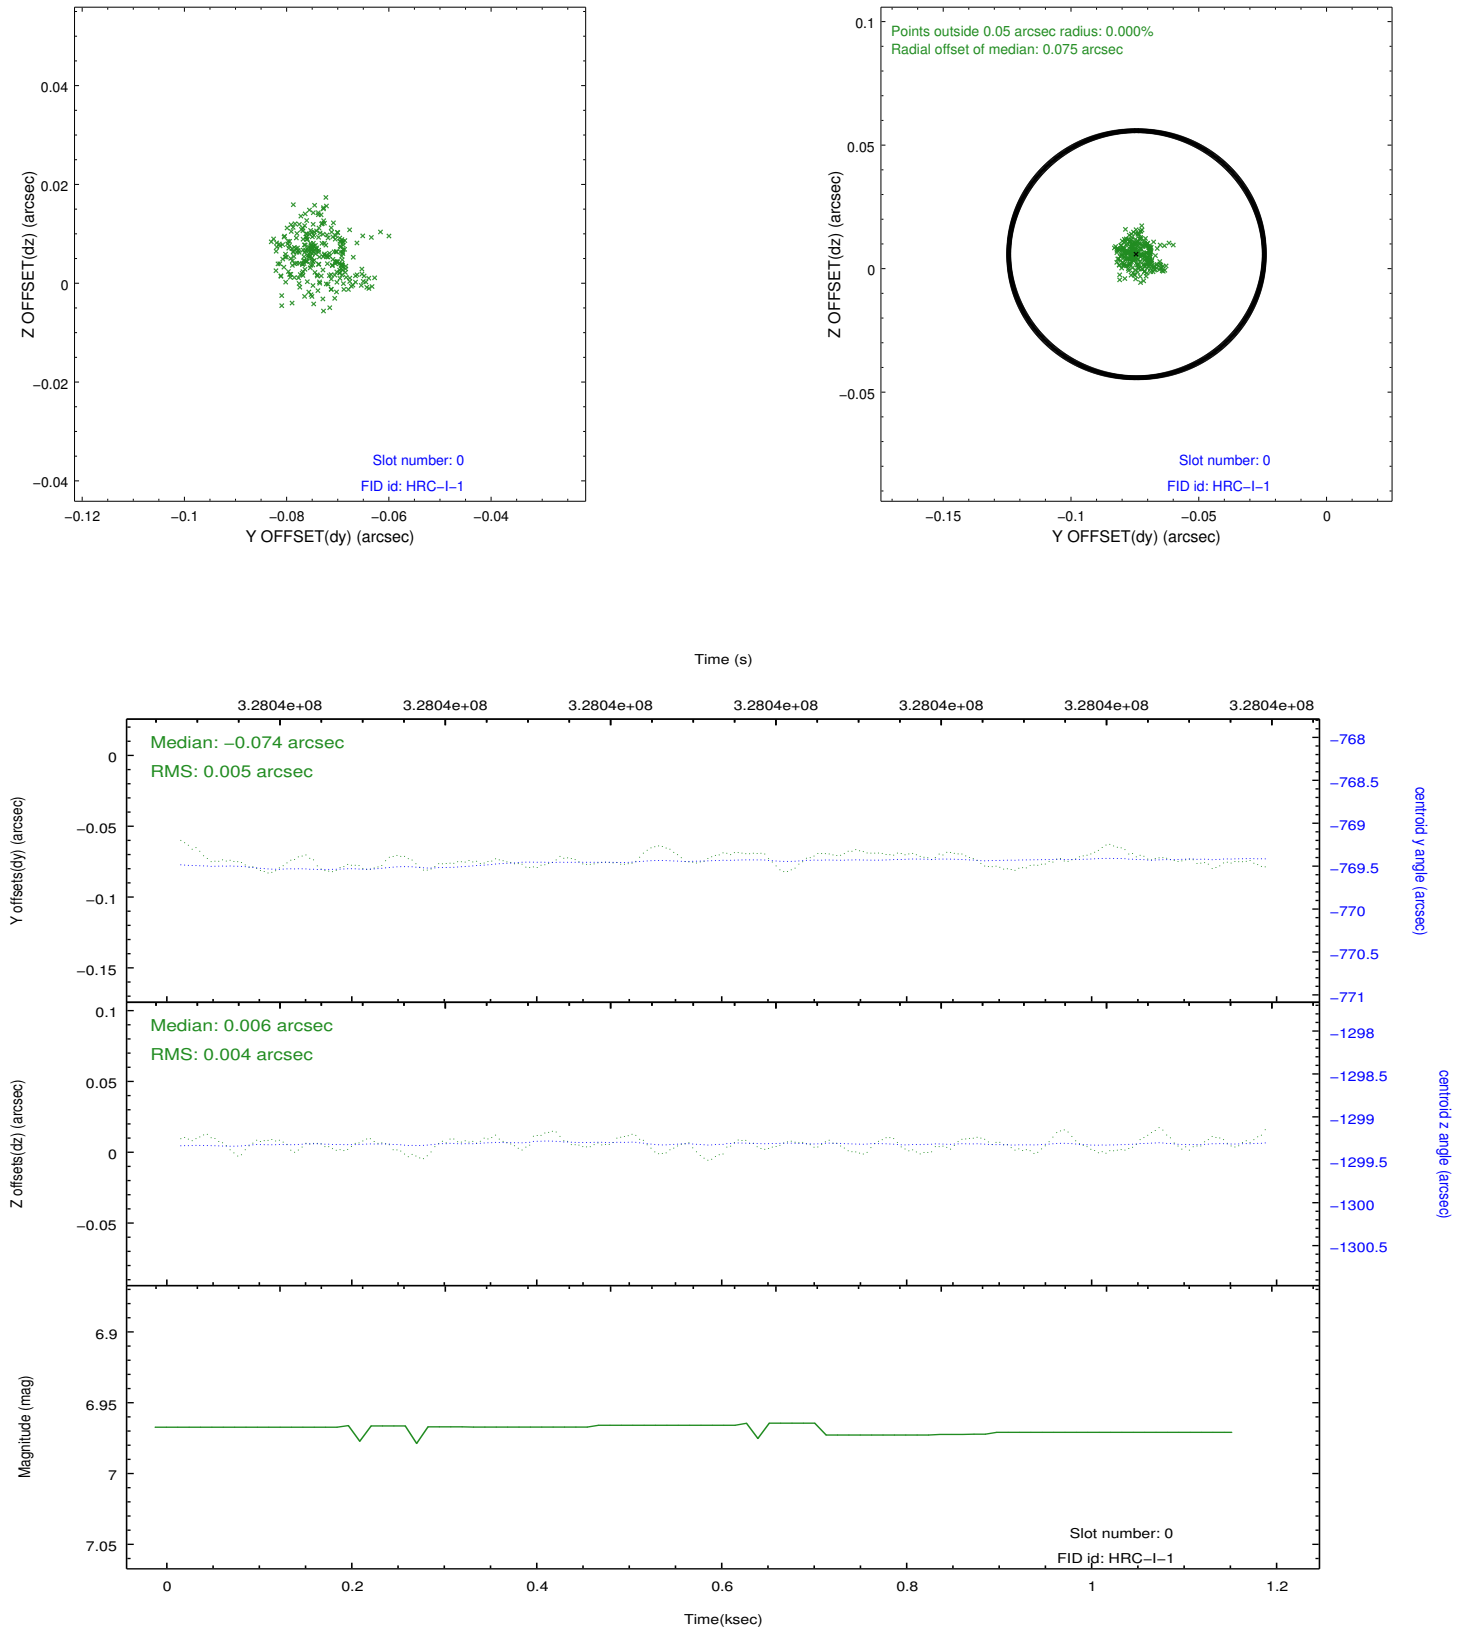 0.04
0.02
0
−0.02
−0.04
Z OFFSET(dz) (arcsec)
Slot number: 0
FID id: HRC−I−1
−0.12
−0.1
−0.08
−0.06
−0.04
Y OFFSET(dy) (arcsec)
Points outside 0.05 arcsec radius: 0.000%
Radial offset of median: 0.075 arcsec
0.1
0.05
0
−0.05
Z OFFSET(dz) (arcsec)
Slot number: 0
FID id: HRC−I−1
−0.15
−0.1
−0.05
0
Y OFFSET(dy) (arcsec)
Time (s)
3.2804e+08
3.2804e+08
3.2804e+08
3.2804e+08
3.2804e+08
3.2804e+08
3.2804e+08
Median: −0.074 arcsec
RMS: 0.005 arcsec
0
−0.05
−0.1
−0.15
Y offsets(dy) (arcsec)
−768
−768.5
−769
−769.5
−770
−770.5
−771
centroid y angle (arcsec)
Median: 0.006 arcsec
RMS: 0.004 arcsec
0.1
0.05
0
−0.05
Z offsets(dz) (arcsec)
−1298
−1298.5
−1299
−1299.5
−1300
−1300.5
centroid z angle (arcsec)
6.9
6.95
7
7.05
Magnitude (mag)
Slot number: 0
FID id: HRC−I−1
0
0.2
0.4
0.6
0.8
1
1.2
Time(ksec)